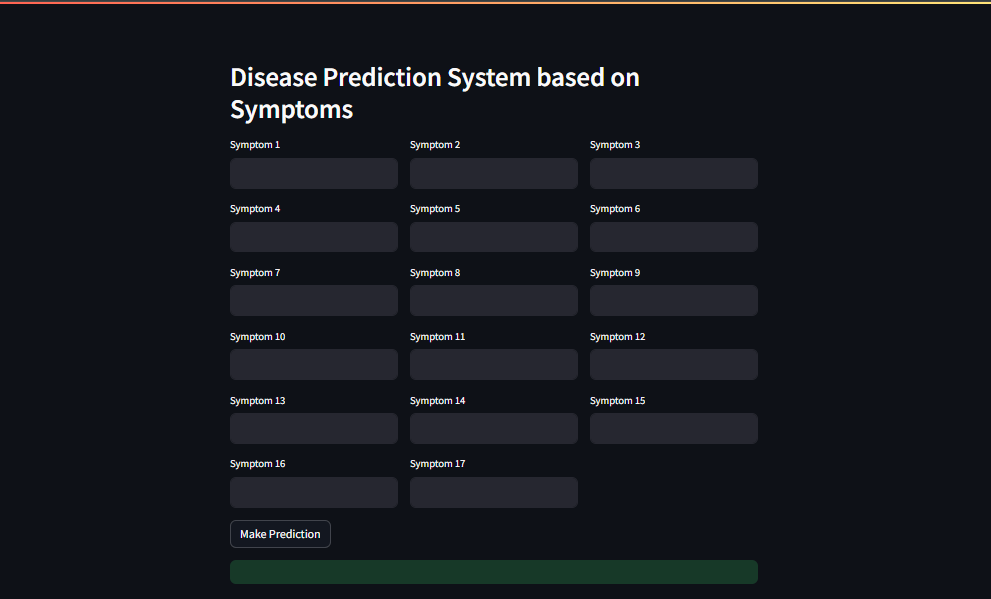 Disease Prediction System based on
Symptoms
Symptom 1
Symptom 2
Symptom 3
Symptom 4
Symptom 5
Symptom 6
Symptom 7
Symptom 8
Symptom 9
Symptom 10
Symptom 11
Symptom 12
Symptom 13
Symptom 14
Symptom 15
Symptom 16
Symptom 17
Make Prediction